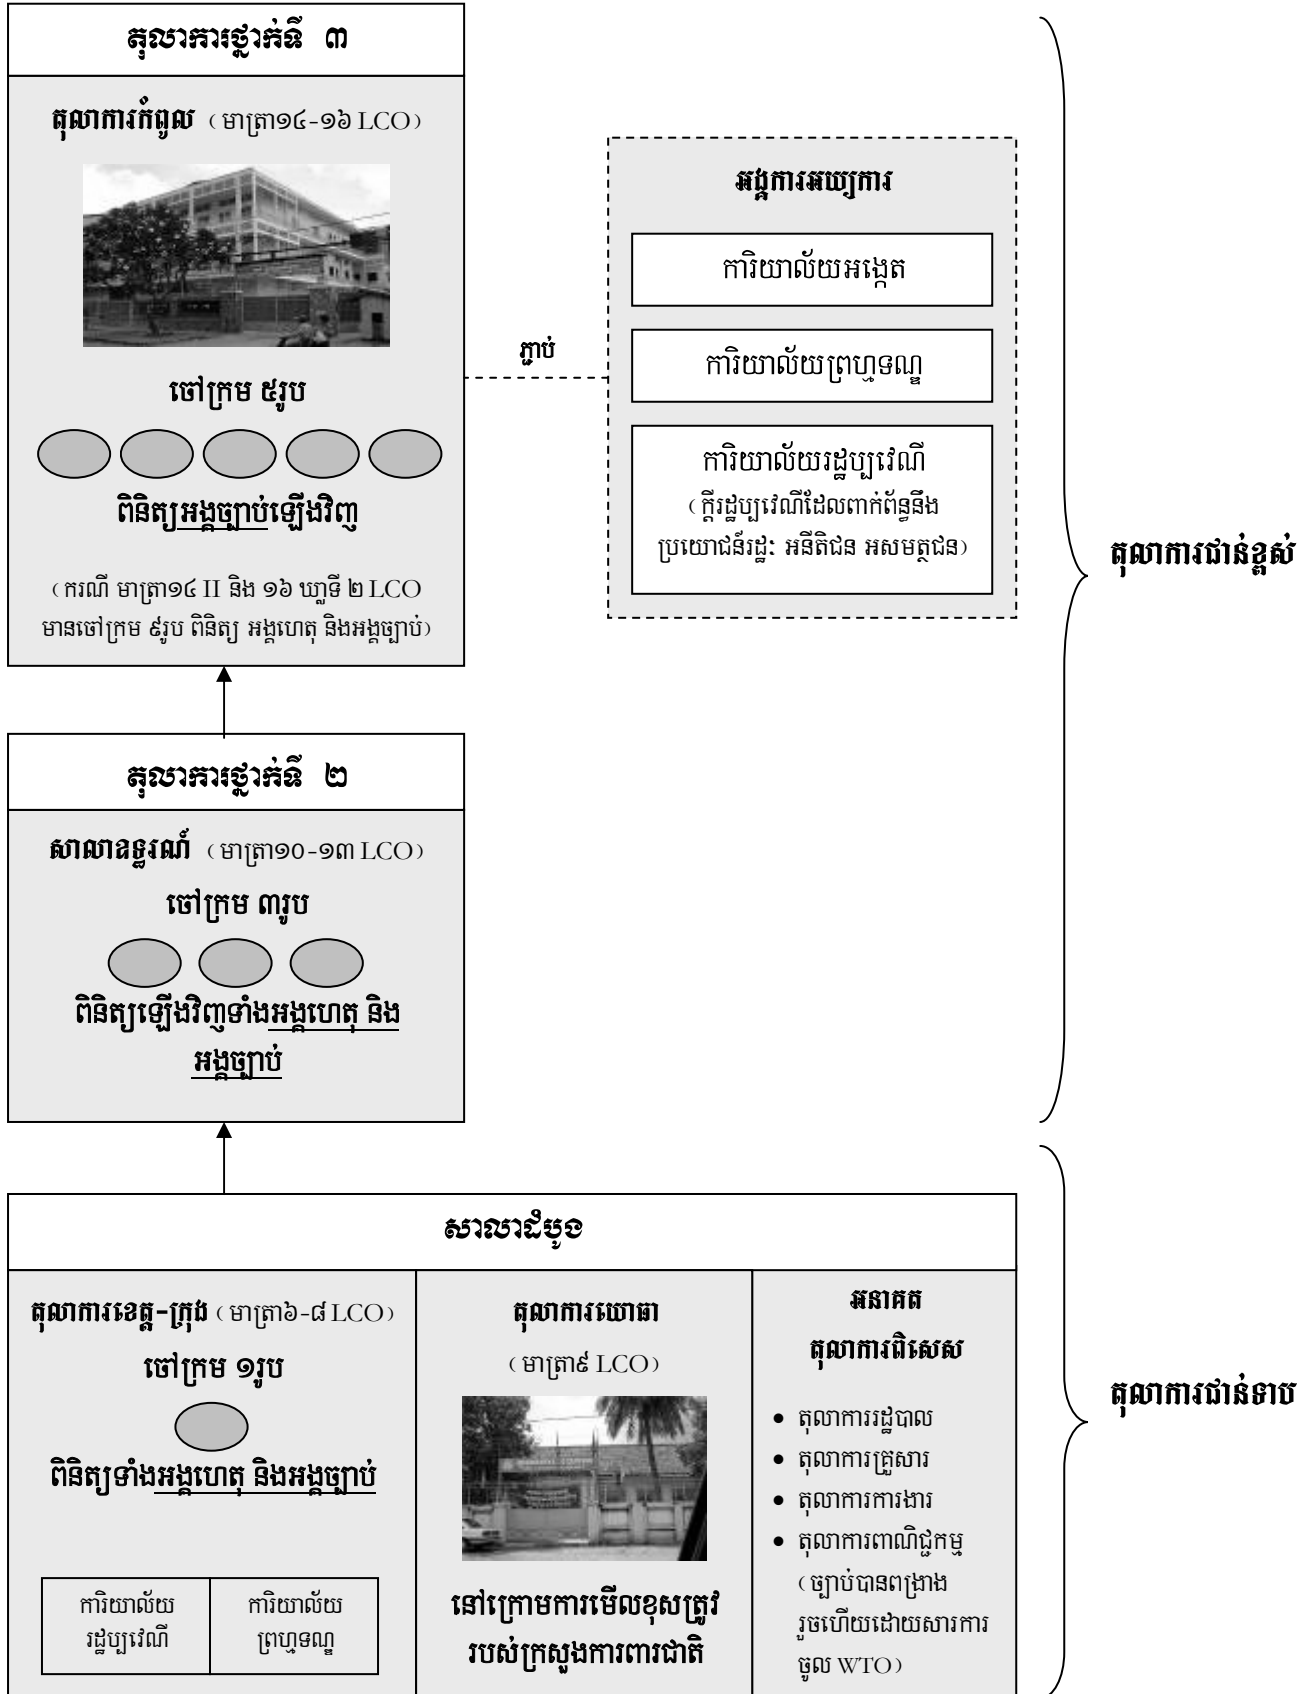 តុលាការថ្នាក់ទី ៣
តុលាការកំពូល (មាត្រា១៤-១៦ LCO)
ចៅក្រម ៥រូប
ពិនិត្យអង្គច្បាប់ឡើងវិញ
(ករណី មាត្រា១៤ II និង ១៦ ឃ្លាទី ២ LCO
មានចៅក្រម ៩រូប ពិនិត្យ អង្គហេតុ និងអង្គច្បាប់)
ភ្ជាប់
អង្គការអយ្យការ
ការិយាល័យអង្កេត
ការិយាល័យព្រហ្មទណ្ឌ
ការិយាល័យរដ្ឋប្បវេណី
(ក្តីរដ្ឋប្បវេណីដែលពាក់ព័ន្ធនឹង
ប្រយោជន៍រដ្ឋ: អនីតិជន អសមត្ថជន)
តុលាការជាន់ខ្ពស់
តុលាការថ្នាក់ទី ២
សាលាឧទ្ធរណ៍ (មាត្រា១០-១៣ LCO)
ចៅក្រម ៣រូប
ពិនិត្យឡើងវិញទាំងអង្គហេតុ និង
អង្គច្បាប់
សាលាដំបូង
តុលាការខេត្ត-ក្រុង (មាត្រា៦-៨ LCO)
ចៅក្រម ១រូប
ពិនិត្យទាំងអង្គហេតុ និងអង្គច្បាប់
ការិយាល័យ
រដ្ឋប្បវេណី
ការិយាល័យ
ព្រហ្មទណ្ឌ
តុលាការយោធា
(មាត្រា៩ LCO)
នៅក្រោមការមើលខុសត្រូវ
របស់ក្រសួងការពារជាតិ
អនាគត
តុលាការពិសេស
• តុលាការរដ្ឋបាល
• តុលាការគ្រួសារ
• តុលាការការងារ
• តុលាការពាណិជ្ជកម្ម
(ច្បាប់បានពង្រាង
រួចហើយដោយសារការ
ចូល WTO)
តុលាការជាន់ទាប